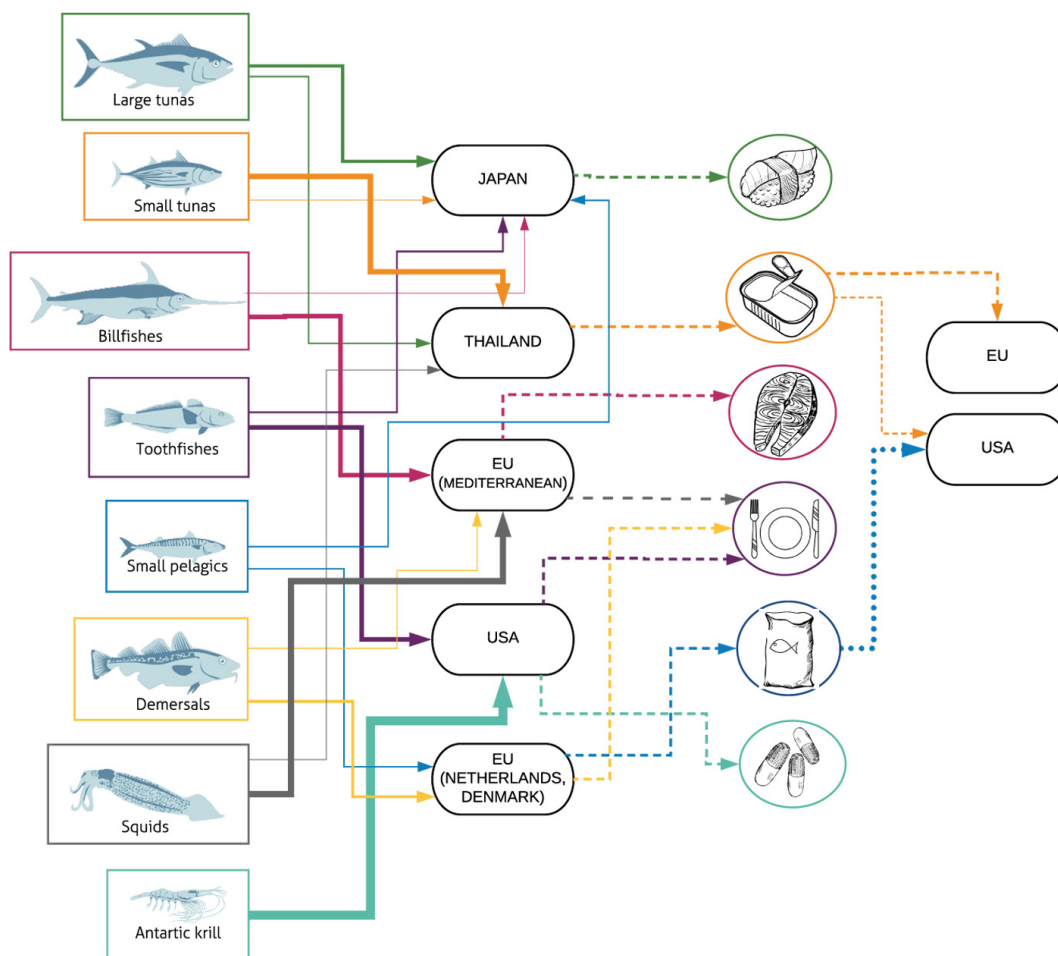 Large tunas
Small tunas
Billfishes
Toothfishes
Small pelagics
Demersals
Squids
Antartic krill
JAPAN
THAILAND
EU
(MEDITERRANEAN)
USA
EU
(NETHERLANDS,
DENMARK)
EU
USA